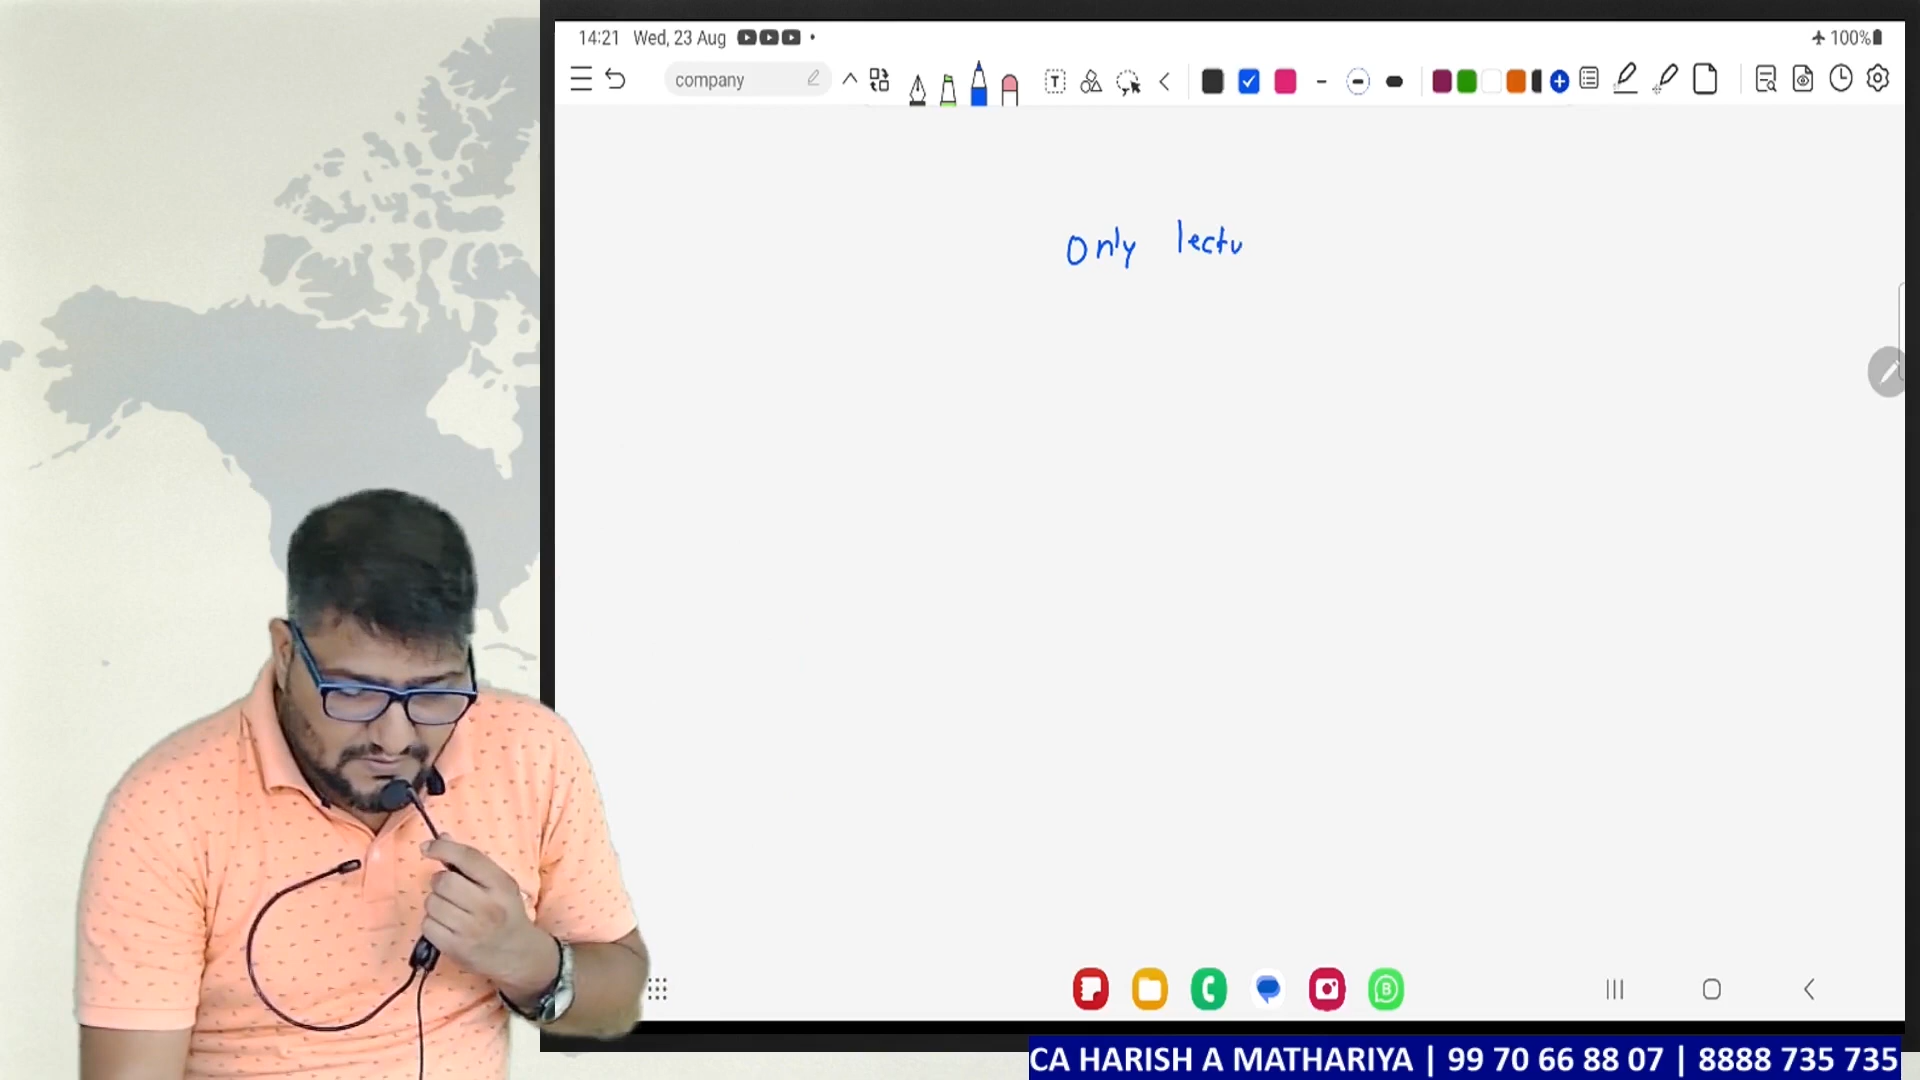 14:21 Wed, 23 Aug
100%
company
T
Only lectu
B
CA HARISH A MATHARIYA | 99 70 66 88 07 | 8888 735 735